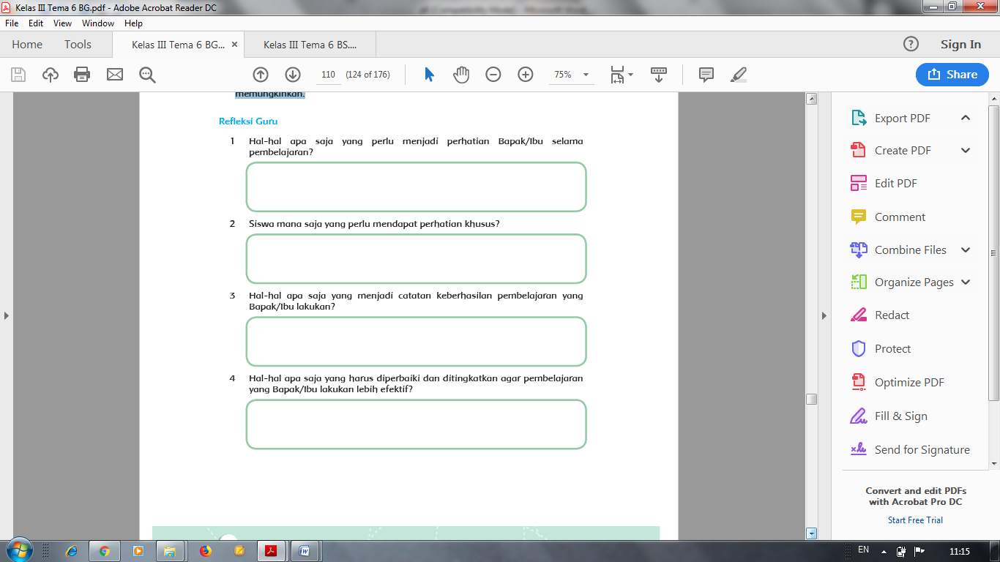 Kelas III Tema 6 BG.pdf - Adobe Acrobat Reader DC
File Edit View Window Help
Home Tools Kelas III Tema 6 BG... × Kelas III Tema 6 BS.... Sign In
110 (124 of 176) 75% Share
memungkinkan.
Refleksi Guru
1 Hal-hal apa saja yang perlu menjadi perhatian Bapak/Ibu selama
pembelajaran?
2 Siswa mana saja yang perlu mendapat perhatian khusus?
3 Hal-hal apa saja yang menjadi catatan keberhasilan pembelajaran yang
Bapak/Ibu lakukan?
4 Hal-hal apa saja yang harus diperbaiki dan ditingkatkan agar pembelajaran
yang Bapak/Ibu lakukan lebih efektif?
Export PDF
Create PDF
Edit PDF
Comment
Combine Files
Organize Pages
Redact
Protect
Optimize PDF
Fill & Sign
Send for Signature
Convert and edit PDFs
with Acrobat Pro DC
Start Free Trial
EN 11:15